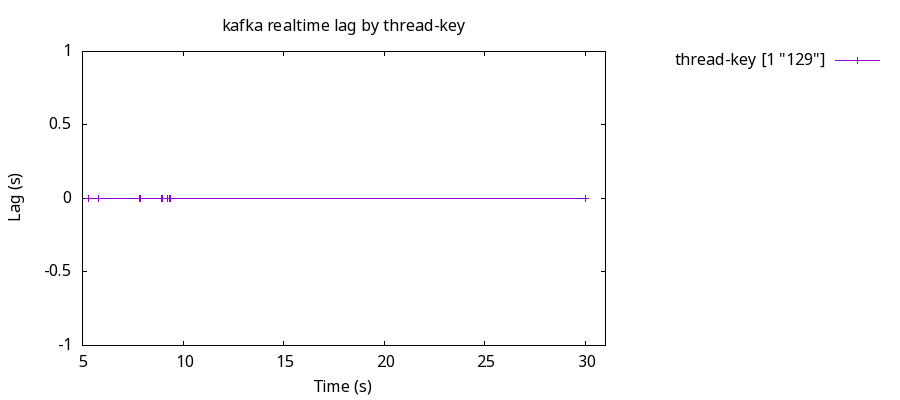 kafka realtime lag by thread-key
thread-key [1 "129"]
1
0.5
0
-0.5
-1
Lag (s)
5 10 15 20 25 30
Time (s)